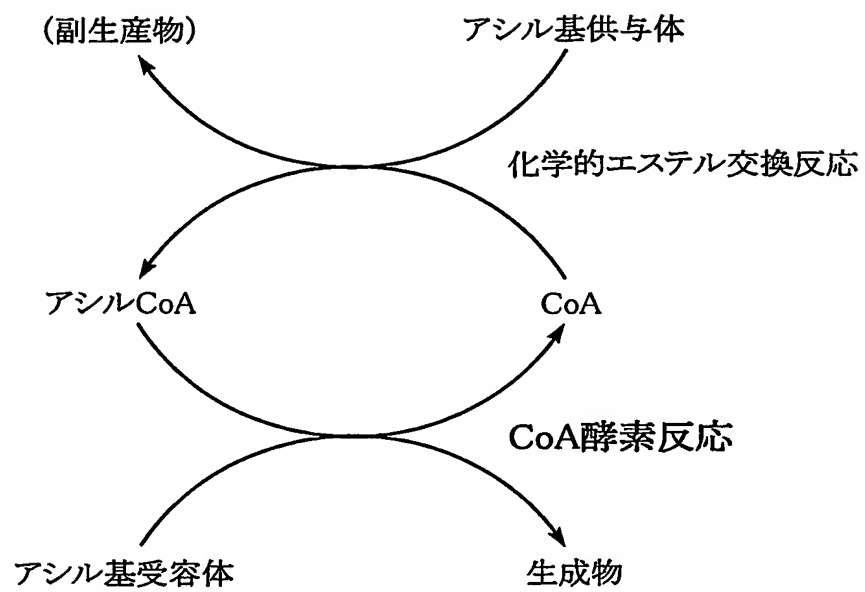 (副生産物)
アシル基供与体
化学的エステル交換反応
アシルCoA
CoA
CoA酵素反応
アシル基受容体
生成物